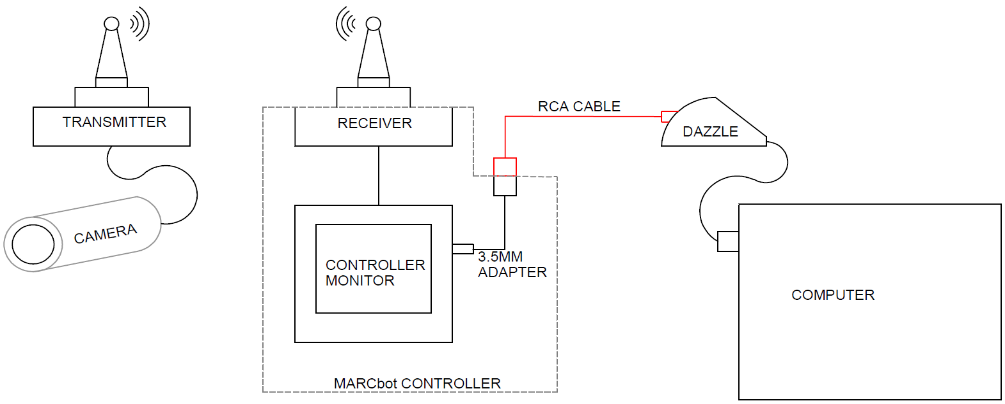 TRANSMITTER
CAMERA
RECEIVER
CONTROLLER
MONITOR
3.5MM
ADAPTER
MARCbot CONTROLLER
RCA CABLE
DAZZLE
COMPUTER